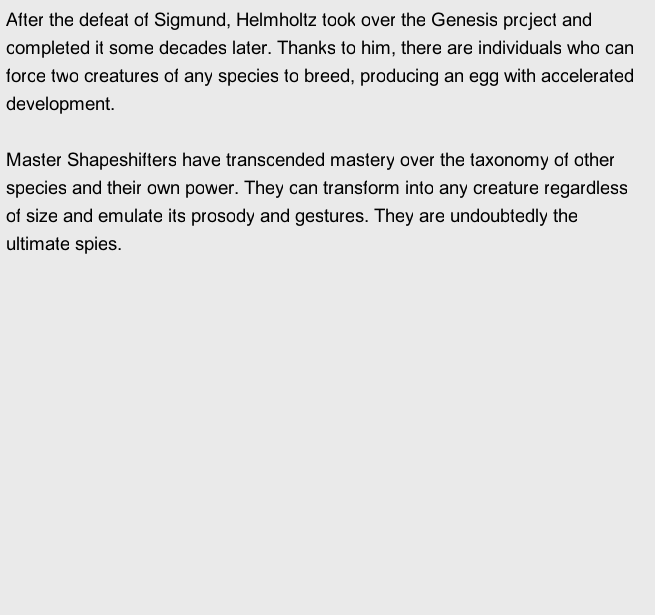 After the defeat of Sigmund, Helmholtz took over the Genesis project and
completed it some decades later. Thanks to him, there are individuals who can
force two creatures of any species to breed, producing an egg with accelerated
development.

Master Shapeshifters have transcended mastery over the taxonomy of other
species and their own power. They can transform into any creature regardless
of size and emulate its prosody and gestures. They are undoubtedly the
ultimate spies.